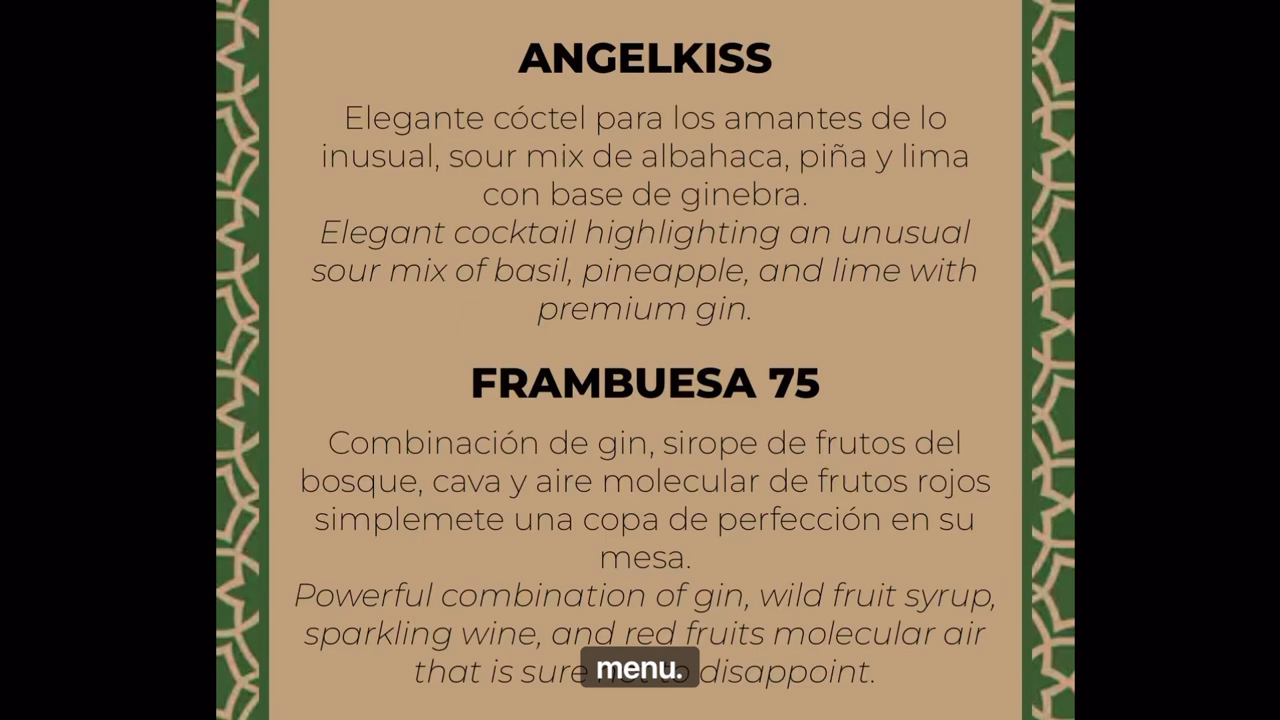 ANGELKISS
Elegante cóctel para los amantes de lo
inusual, sour mix de albahaca, piña y lima
con base de ginebra.
Elegant cocktail highlighting an unusual
sour mix of basil, pineapple, and lime with
premium gin.
FRAMBUESA 75
Combinación de gin, sirope de frutos del
bosque, cava y aire molecular de frutos rojos
simplemete una copa de perfección en su
mesa.
Powerful combination of gin, wild fruit syrup,
sparkling wine, and red fruits molecular air
that is sure not to disappoint.
menu.